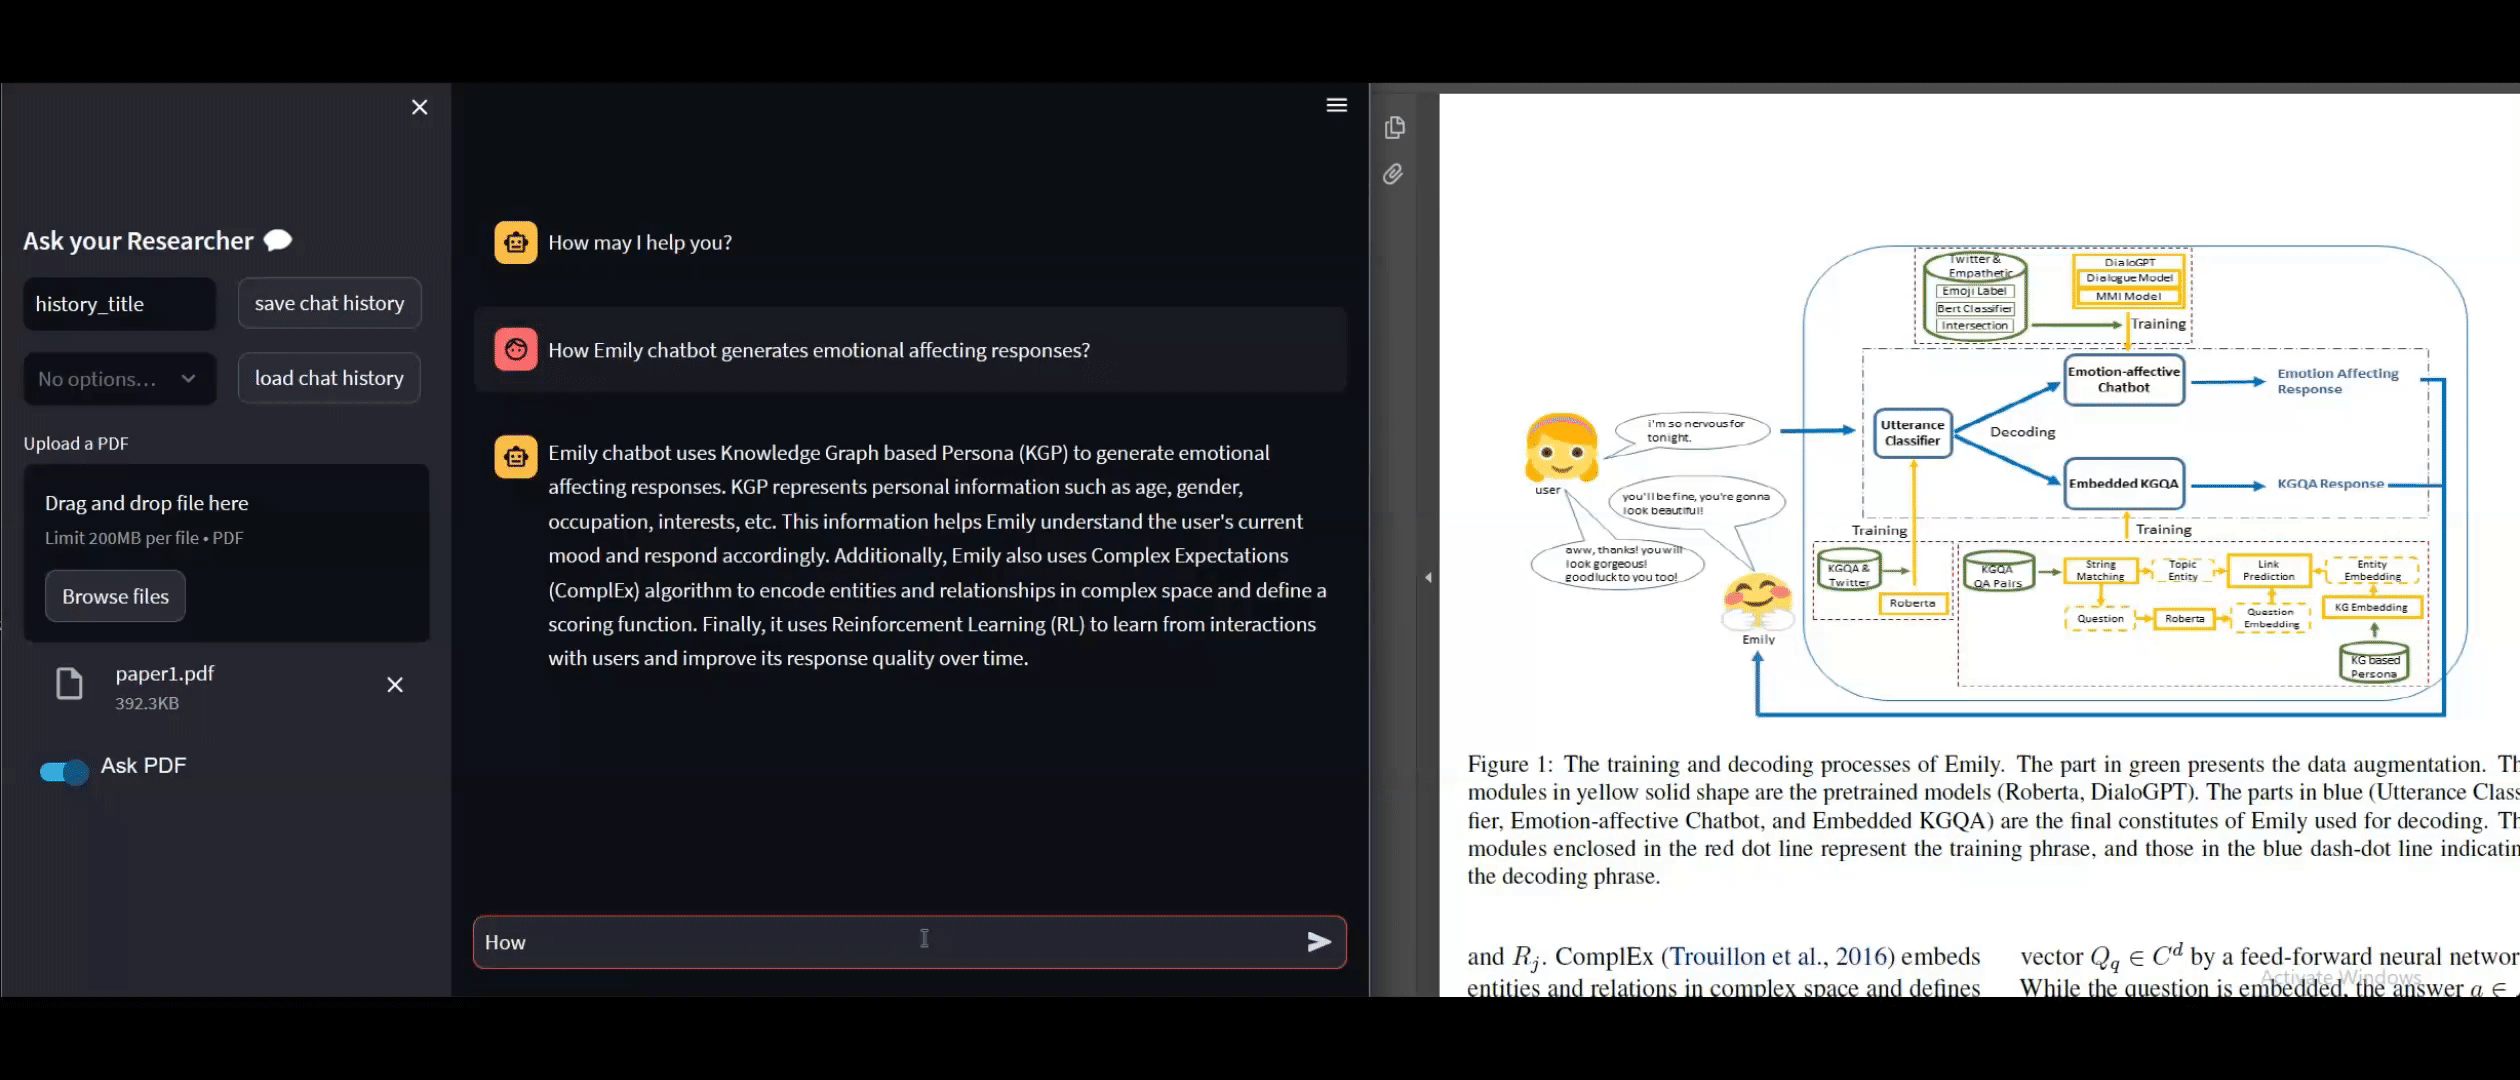 Ask your Researcher
history_title
save chat history
No options...
load chat history
Upload a PDF
Drag and drop file here
Limit 200MB per file • PDF
Browse files
paper1.pdf
392.3KB
Ask PDF
How may I help you?
How Emily chatbot generates emotional affecting responses?
Emily chatbot uses Knowledge Graph based Persona (KGP) to generate emotional
affecting responses. KGP represents personal information such as age, gender,
occupation, interests, etc. This information helps Emily understand the user's current
mood and respond accordingly. Additionally, Emily also uses Complex Expectations
(ComplEx) algorithm to encode entities and relationships in complex space and define a
scoring function. Finally, it uses Reinforcement Learning (RL) to learn from interactions
with users and improve its response quality over time.
How
Twitter &
Empathetic
Emoji Label
Bert Classifier
Intersection
DialoGPT
Dialogue Model
MMI Model
Training
Emotion-affective
Chatbot
Emotion Affecting
Response
Utterance
Classifier
Decoding
Embedded KGQA
KGQA Response
i'm so nervous for
tonight.
user
you'll be fine, you're gonna
look beautiful!
aww, thanks! you will
look gorgeous!
good luck to you too!
Emily
Training
Training
KGQA &
Twitter
Roberta
KGQA
QA Pairs
String
Matching
Topic
Entity
Link
Prediction
Entity
Embedding
Question
Roberta
Question
Embedding
KG Embedding
KG based
Persona
Figure 1: The training and decoding processes of Emily. The part in green presents the data augmentation. Th
modules in yellow solid shape are the pretrained models (Roberta, DialoGPT). The parts in blue (Utterance Class
fier, Emotion-affective Chatbot, and Embedded KGQA) are the final constitutes of Emily used for decoding. Th
modules enclosed in the red dot line represent the training phrase, and those in the blue dash-dot line indicatin
the decoding phrase.
and R_j. ComplEx (Trouillon et al., 2016) embeds
entities and relations in complex space and defines
vector Q_q ∈ C^d by a feed-forward neural networ
While the question is embedded, the answer a ∈
Activate Windows